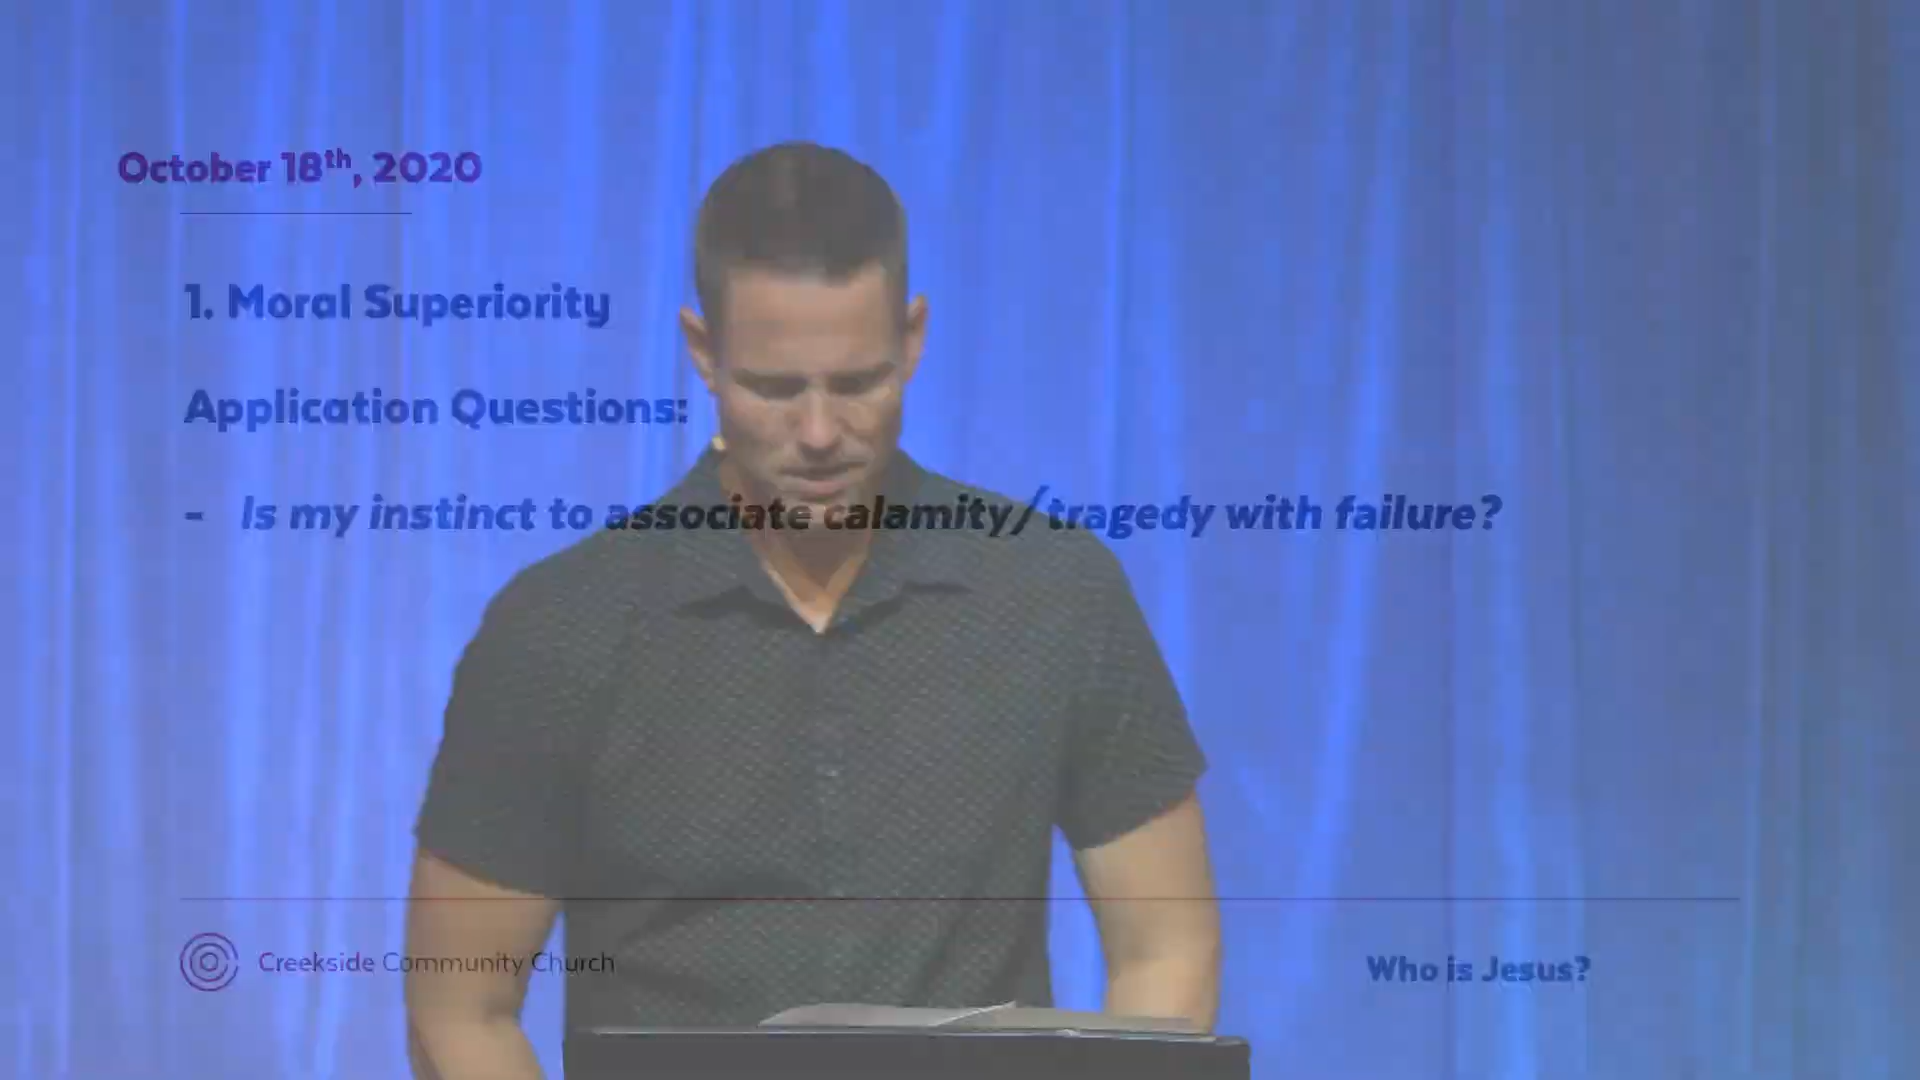 October 18th, 2020
1. Moral Superiority
Application Questions:
- Is my instinct to associate calamity/tragedy with failure?
Creekside Community Church
Who is Jesus?